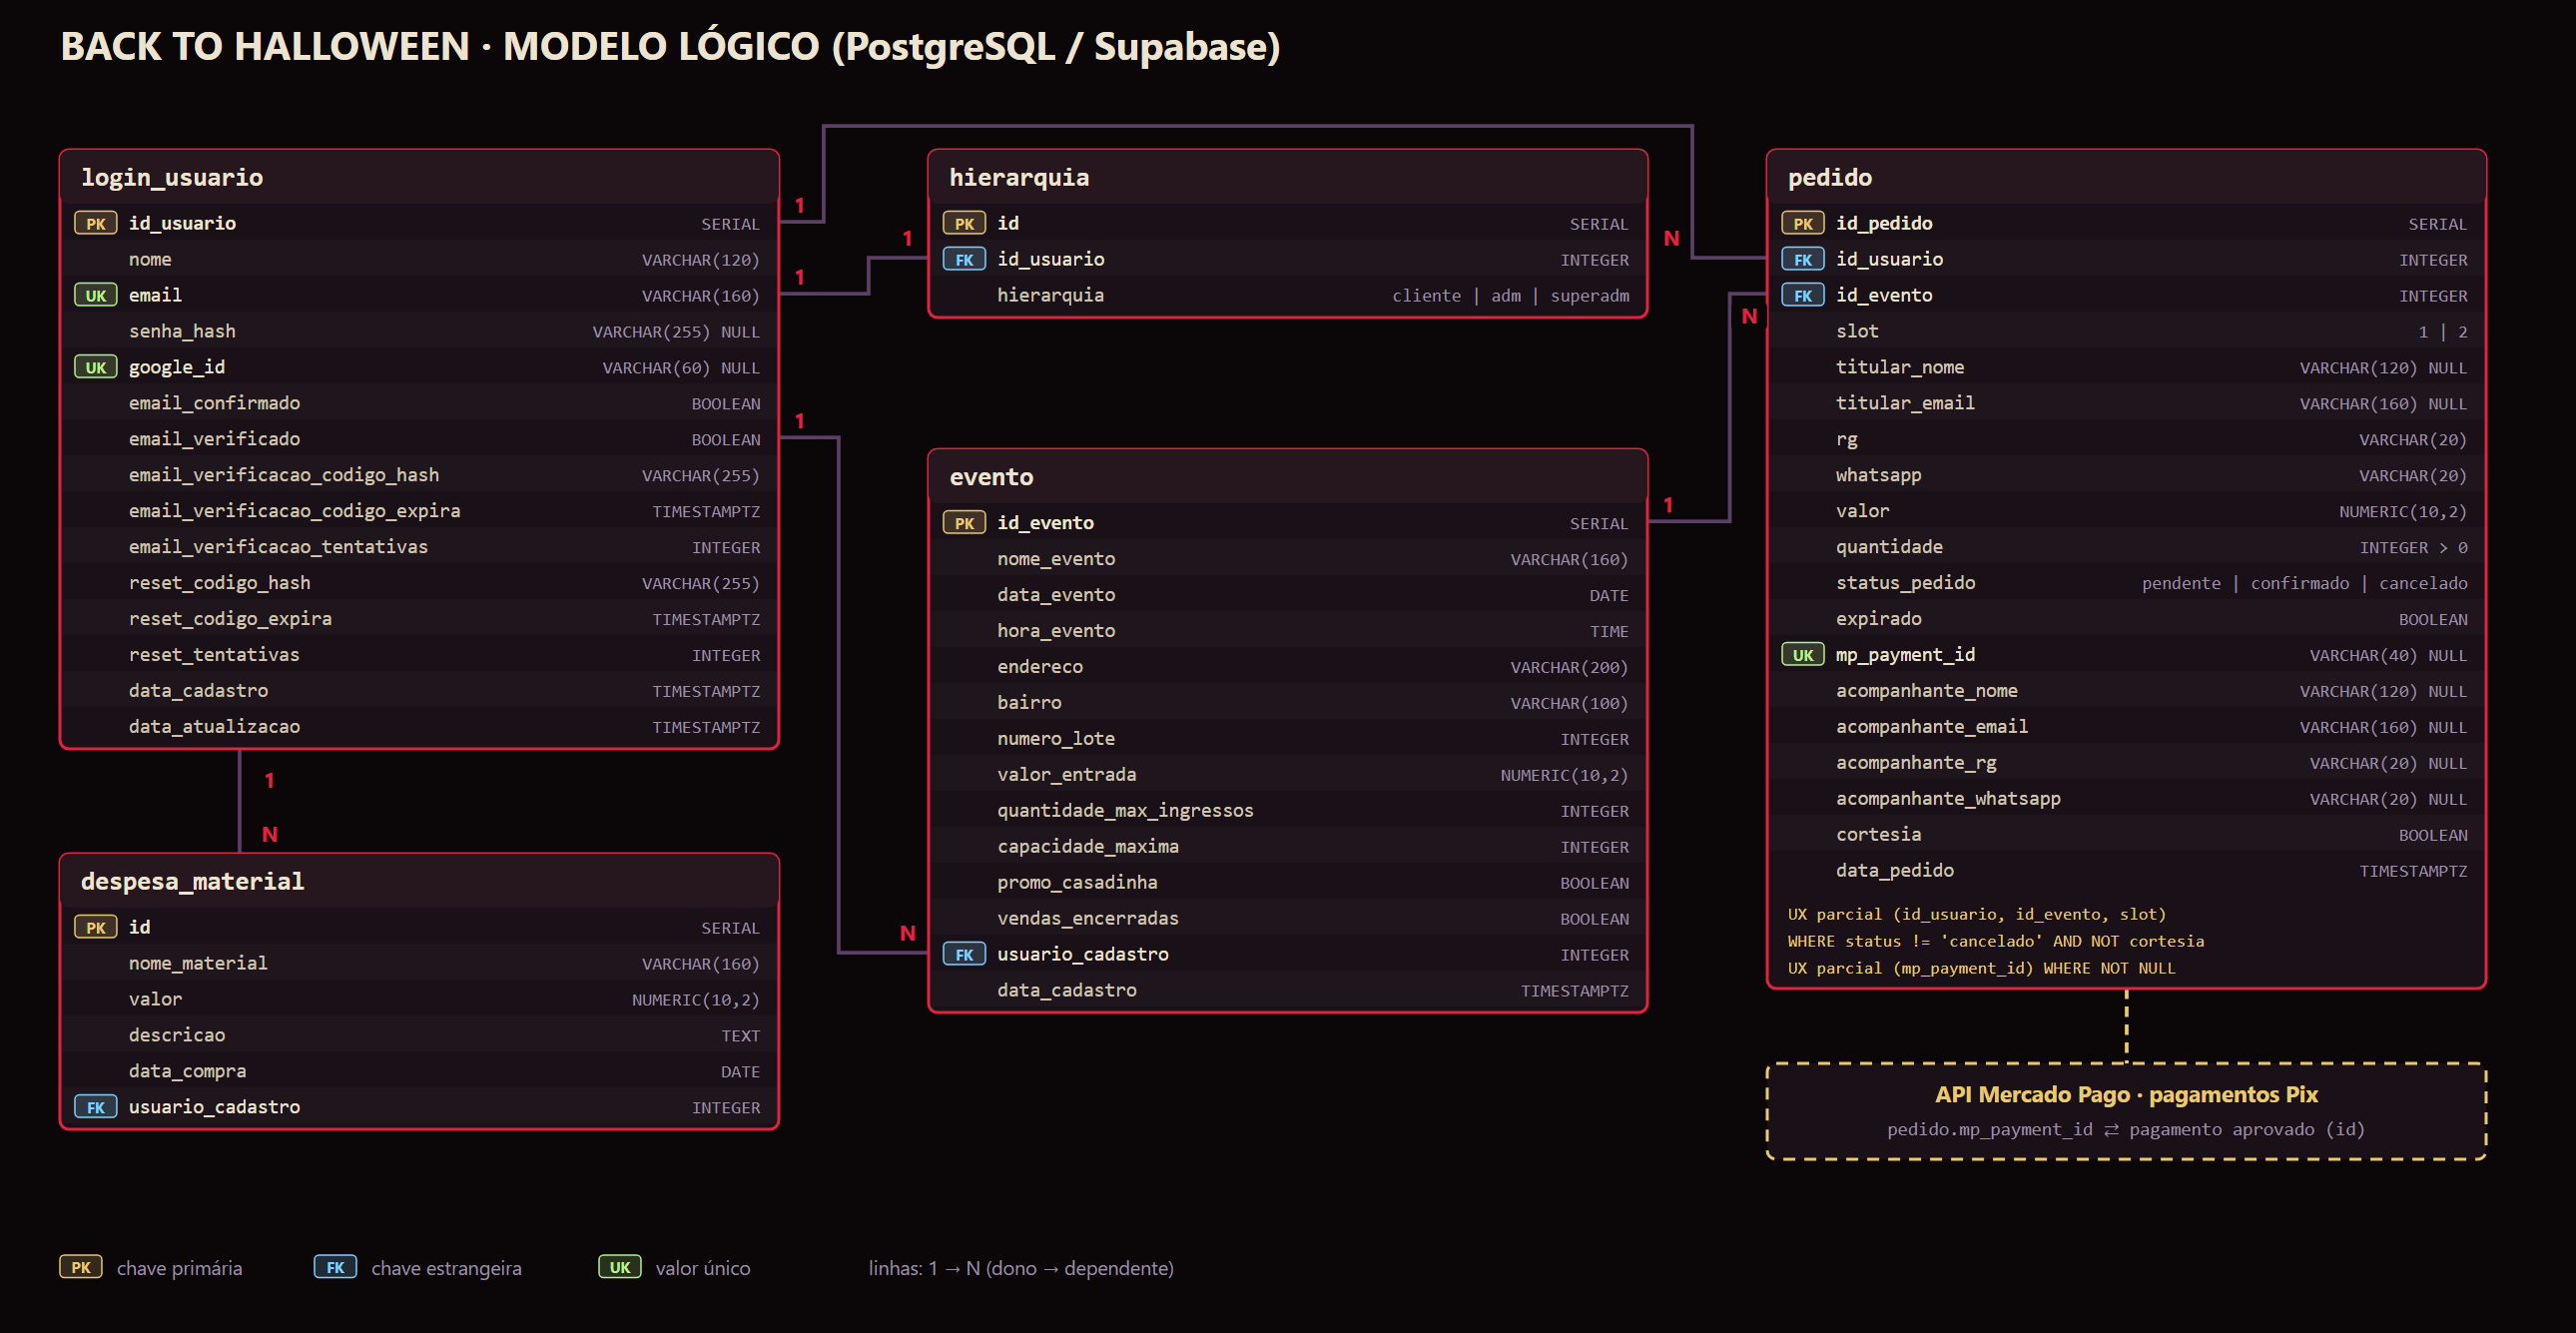 BACK TO HALLOWEEN · MODELO LÓGICO (PostgreSQL / Supabase)
login_usuario
PK id_usuario SERIAL
nome VARCHAR(120)
UK email VARCHAR(160)
senha_hash VARCHAR(255) NULL
UK google_id VARCHAR(60) NULL
email_confirmado BOOLEAN
email_verificado BOOLEAN
email_verificacao_codigo_hash VARCHAR(255)
email_verificacao_codigo_expira TIMESTAMPTZ
email_verificacao_tentativas INTEGER
reset_codigo_hash VARCHAR(255)
reset_codigo_expira TIMESTAMPTZ
reset_tentativas INTEGER
data_cadastro TIMESTAMPTZ
data_atualizacao TIMESTAMPTZ
1
1
1
1
N
despesa_material
PK id SERIAL
nome_material VARCHAR(160)
valor NUMERIC(10,2)
descricao TEXT
data_compra DATE
FK usuario_cadastro INTEGER
1
hierarquia
PK id SERIAL
FK id_usuario INTEGER
hierarquia cliente | adm | superadm
evento
PK id_evento SERIAL
nome_evento VARCHAR(160)
data_evento DATE
hora_evento TIME
endereco VARCHAR(200)
bairro VARCHAR(100)
numero_lote INTEGER
valor_entrada NUMERIC(10,2)
quantidade_max_ingressos INTEGER
capacidade_maxima INTEGER
promo_casadinha BOOLEAN
vendas_encerradas BOOLEAN
N
FK usuario_cadastro INTEGER
data_cadastro TIMESTAMPTZ
N
N
1
pedido
PK id_pedido SERIAL
FK id_usuario INTEGER
FK id_evento INTEGER
slot 1 | 2
titular_nome VARCHAR(120) NULL
titular_email VARCHAR(160) NULL
rg VARCHAR(20)
whatsapp VARCHAR(20)
valor NUMERIC(10,2)
quantidade INTEGER > 0
status_pedido pendente | confirmado | cancelado
expirado BOOLEAN
UK mp_payment_id VARCHAR(40) NULL
acompanhante_nome VARCHAR(120) NULL
acompanhante_email VARCHAR(160) NULL
acompanhante_rg VARCHAR(20) NULL
acompanhante_whatsapp VARCHAR(20) NULL
cortesia BOOLEAN
data_pedido TIMESTAMPTZ
UX parcial (id_usuario, id_evento, slot)
WHERE status != 'cancelado' AND NOT cortesia
UX parcial (mp_payment_id) WHERE NOT NULL
API Mercado Pago · pagamentos Pix
pedido.mp_payment_id ⇄ pagamento aprovado (id)
PK chave primária
FK chave estrangeira
UK valor único
linhas: 1 → N (dono → dependente)